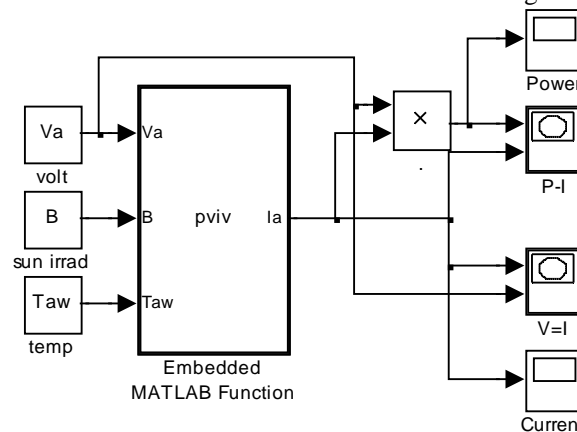 Va
volt
B
sun irrad
Taw
temp
Va
B
Taw
pviv
Ia
Embedded
MATLAB Function
×
.
Power
P-I
V=I
Curren